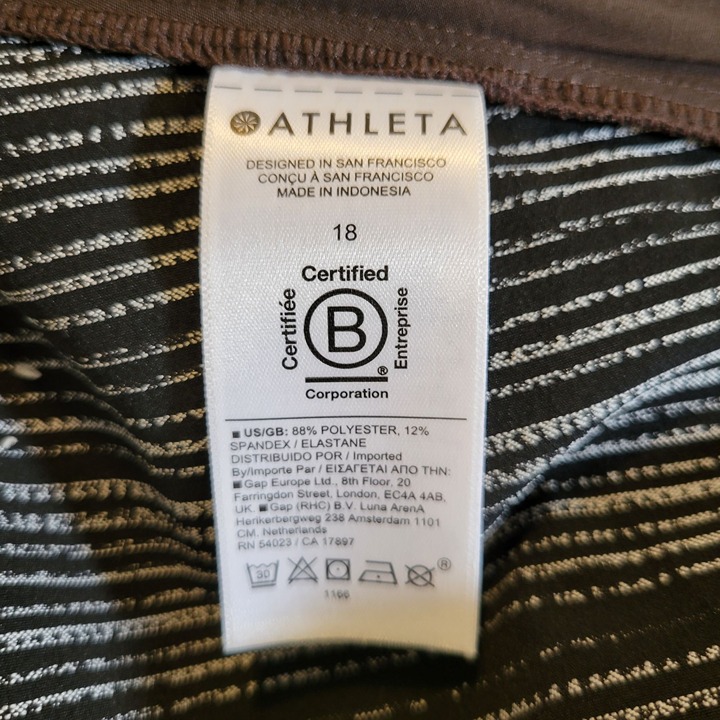 ATHLETA
DESIGNED IN SAN FRANCISCO
CONÇU À SAN FRANCISCO
MADE IN INDONESIA
18
Certified
Certifiée
B
Entreprise
®
Corporation
■ US/GB: 88% POLYESTER, 12%
SPANDEX / ELASTANE
DISTRIBUIDO POR / Imported
By/Importe Par / ΕΙΣΑΓΕΤΑΙ ΑΠΟ ΤΗΝ:
■ Gap Europe Ltd., 8th Floor, 20
Farringdon Street, London, EC4A 4AB,
UK. ■ Gap (RHC) B.V. Luna ArenA
Herikerbergweg 238 Amsterdam 1101
CM, Netherlands
RN 54023 / CA 17897
30
®
1166